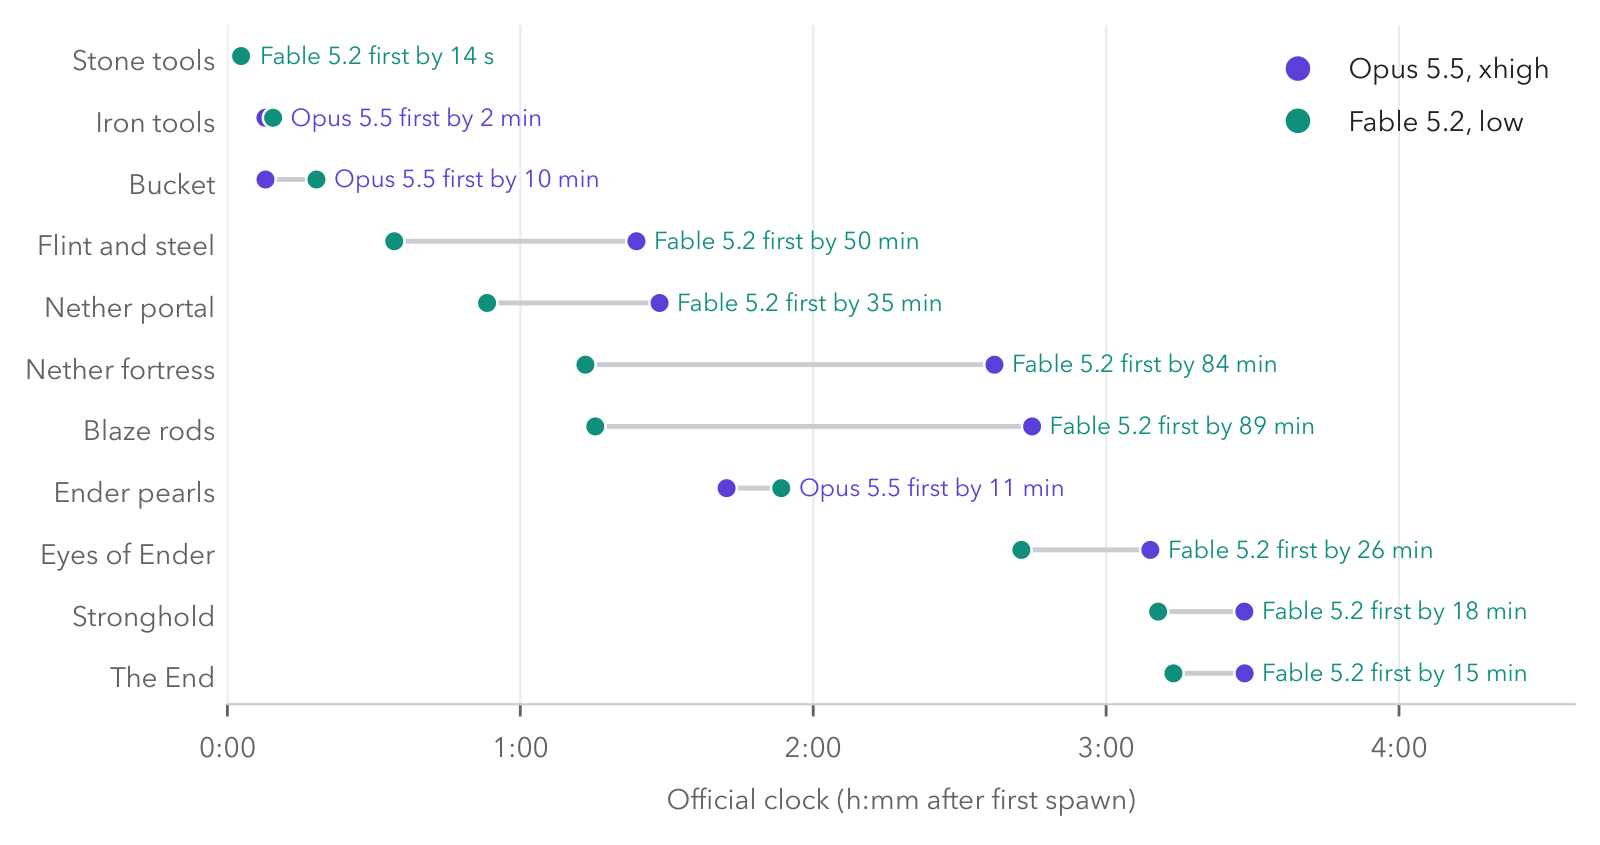 Stone tools
Fable 5.2 first by 14 s
Opus 5.5, xhigh
Fable 5.2, low
Iron tools
Opus 5.5 first by 2 min
Bucket
Opus 5.5 first by 10 min
Flint and steel
Fable 5.2 first by 50 min
Nether portal
Fable 5.2 first by 35 min
Nether fortress
Fable 5.2 first by 84 min
Blaze rods
Fable 5.2 first by 89 min
Ender pearls
Opus 5.5 first by 11 min
Eyes of Ender
Fable 5.2 first by 26 min
Stronghold
Fable 5.2 first by 18 min
The End
Fable 5.2 first by 15 min
0:00 1:00 2:00 3:00 4:00
Official clock (h:mm after first spawn)